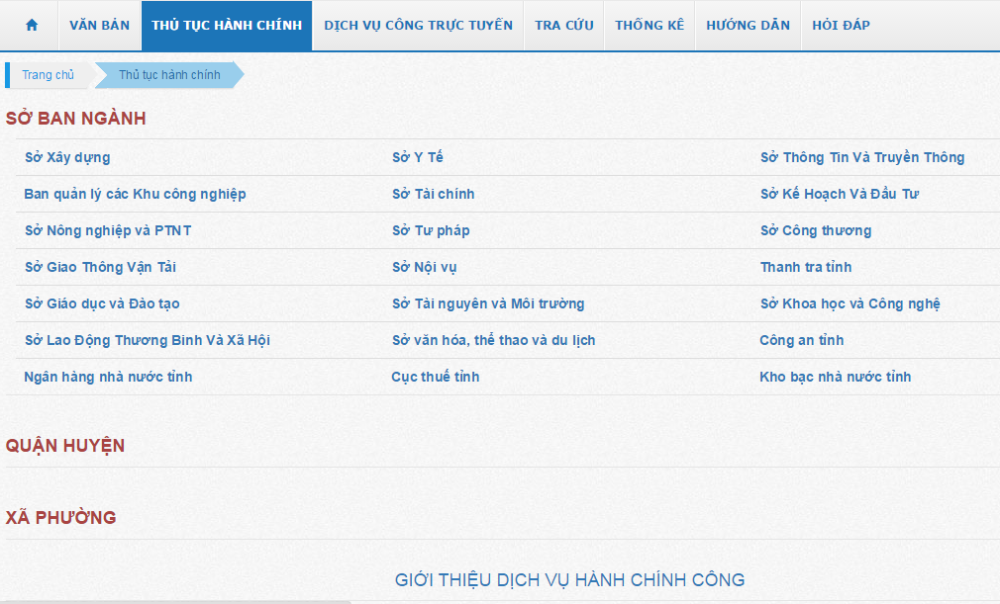 VĂN BẢN THỦ TỤC HÀNH CHÍNH DỊCH VỤ CÔNG TRỰC TUYẾN TRA CỨU THỐNG KÊ HƯỚNG DẪN HỎI ĐÁP
Trang chủ Thủ tục hành chính
SỞ BAN NGÀNH
Sở Xây dựng Sở Y Tế Sở Thông Tin Và Truyền Thông
Ban quản lý các Khu công nghiệp Sở Tài chính Sở Kế Hoạch Và Đầu Tư
Sở Nông nghiệp và PTNT Sở Tư pháp Sở Công thương
Sở Giao Thông Vận Tải Sở Nội vụ Thanh tra tỉnh
Sở Giáo dục và Đào tạo Sở Tài nguyên và Môi trường Sở Khoa học và Công nghệ
Sở Lao Động Thương Binh Và Xã Hội Sở văn hóa, thể thao và du lịch Công an tỉnh
Ngân hàng nhà nước tỉnh Cục thuế tỉnh Kho bạc nhà nước tỉnh
QUẬN HUYỆN
XÃ PHƯỜNG
GIỚI THIỆU DỊCH VỤ HÀNH CHÍNH CÔNG